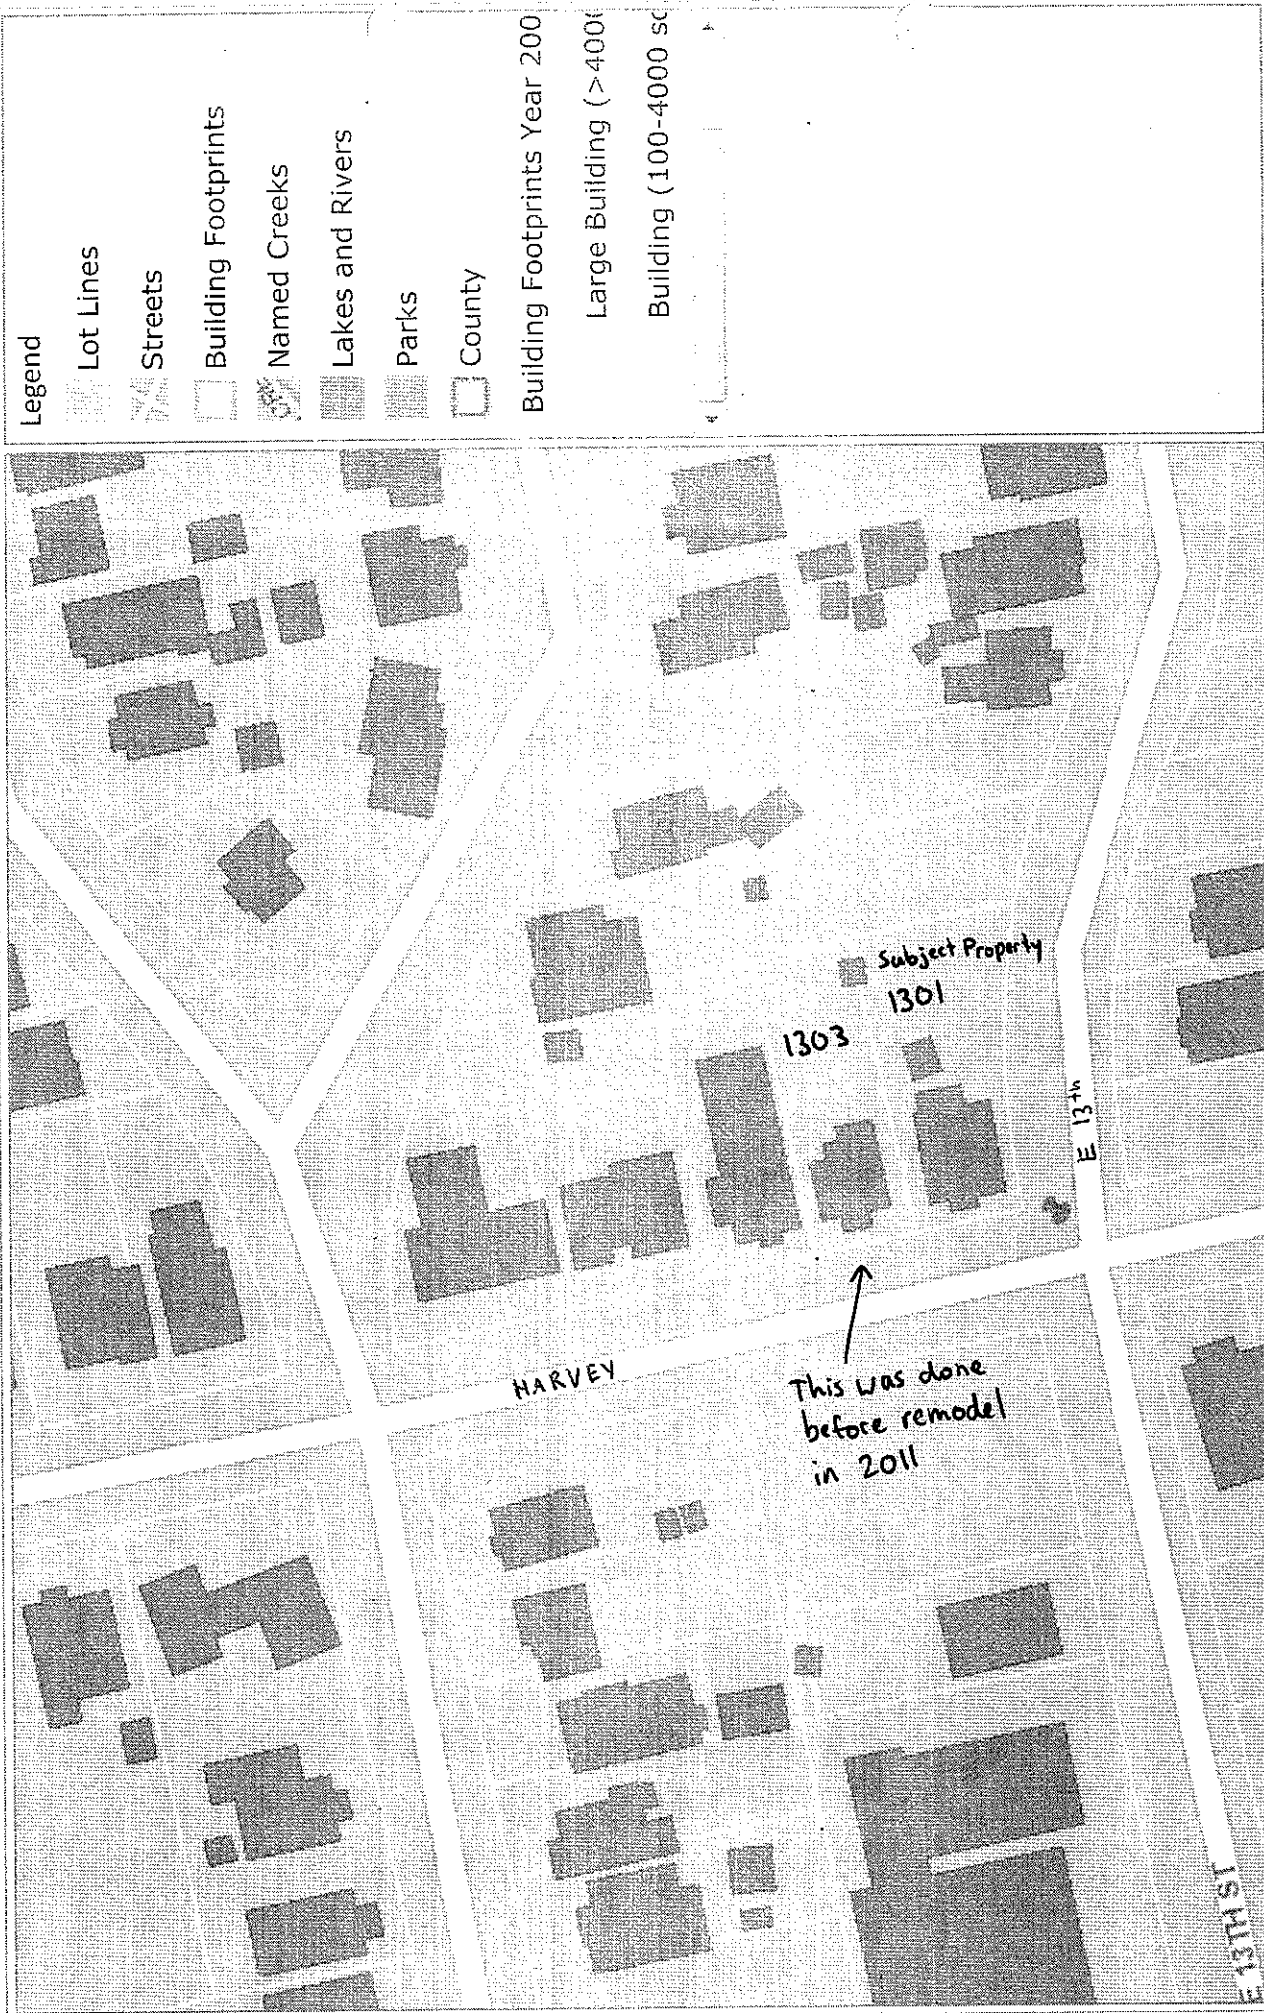 Legend
Lot Lines
Streets
Building Footprints
Named Creeks
Lakes and Rivers
Parks
County
Building Footprints Year 200
Large Building (>400
Building (100-4000 sq
Subject Property
1301
1303
E 13th
HARVEY
This was done
before remodel
in 2011
E 13TH ST